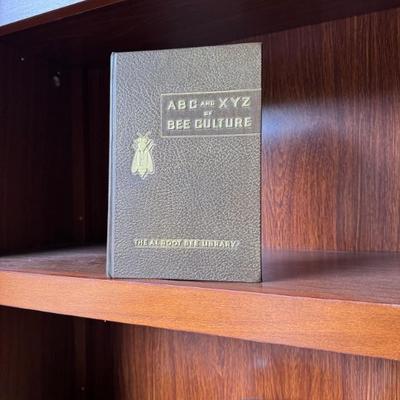 ABC AND XYZ
OF
BEE CULTURE
THE A.I. ROOT BEE LIBRARY